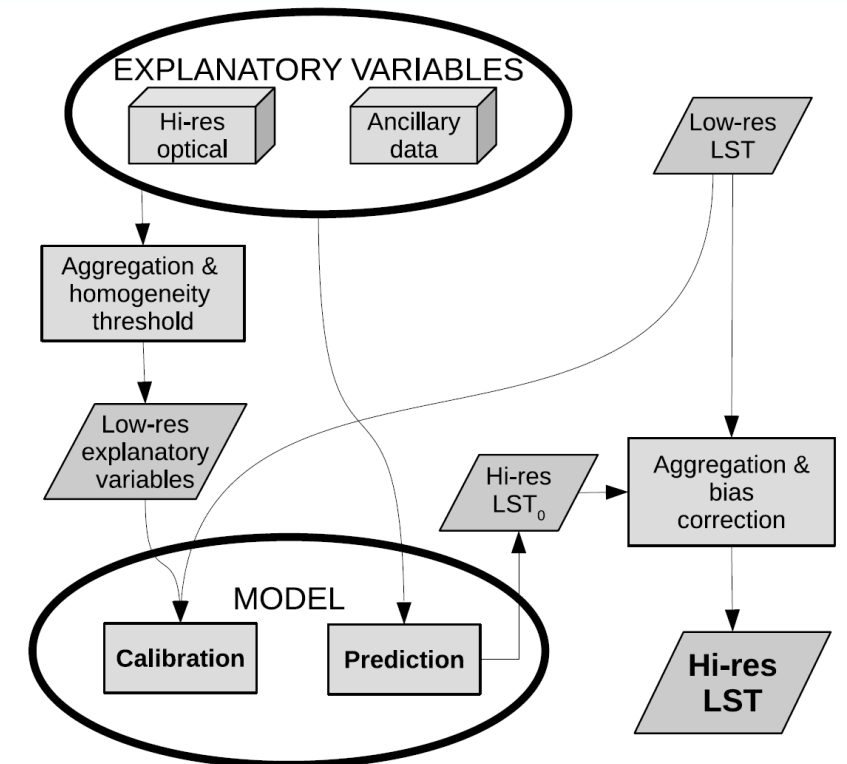 EXPLANATORY VARIABLES
Hi-res
optical
Ancillary
data
Low-res
LST
Aggregation &
homogeneity
threshold
Low-res
explanatory
variables
Hi-res
LST₀
Aggregation &
bias
correction
MODEL
Calibration
Prediction
Hi-res
LST